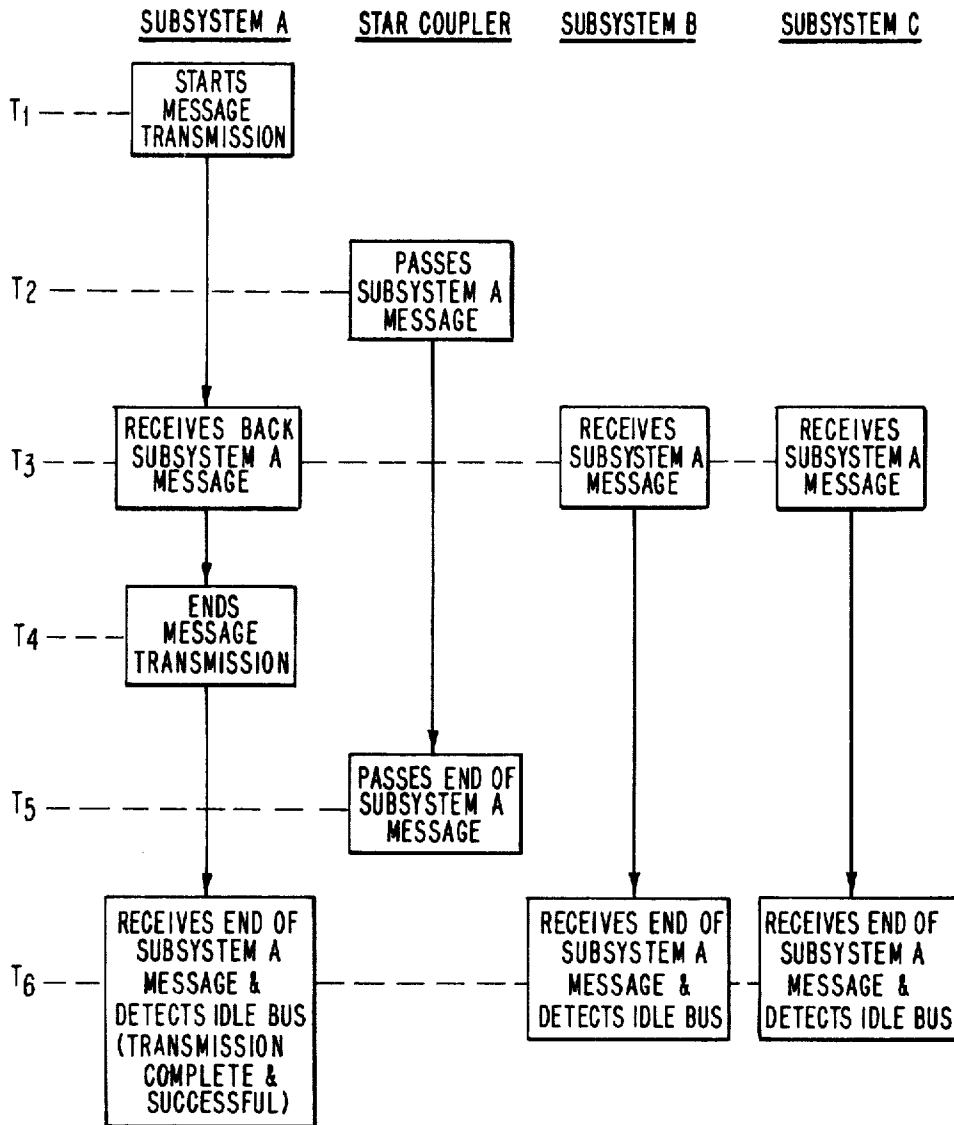 SUBSYSTEM A
STAR COUPLER
SUBSYSTEM B
SUBSYSTEM C
T1
STARTS
MESSAGE
TRANSMISSION
T2
PASSES
SUBSYSTEM A
MESSAGE
T3
RECEIVES BACK
SUBSYSTEM A
MESSAGE
RECEIVES
SUBSYSTEM A
MESSAGE
RECEIVES
SUBSYSTEM A
MESSAGE
T4
ENDS
MESSAGE
TRANSMISSION
T5
PASSES END OF
SUBSYSTEM A
MESSAGE
T6
RECEIVES END OF
SUBSYSTEM A
MESSAGE &
DETECTS IDLE BUS
(TRANSMISSION
COMPLETE &
SUCCESSFUL)
RECEIVES END OF
SUBSYSTEM A
MESSAGE &
DETECTS IDLE BUS
RECEIVES END OF
SUBSYSTEM A
MESSAGE &
DETECTS IDLE BUS